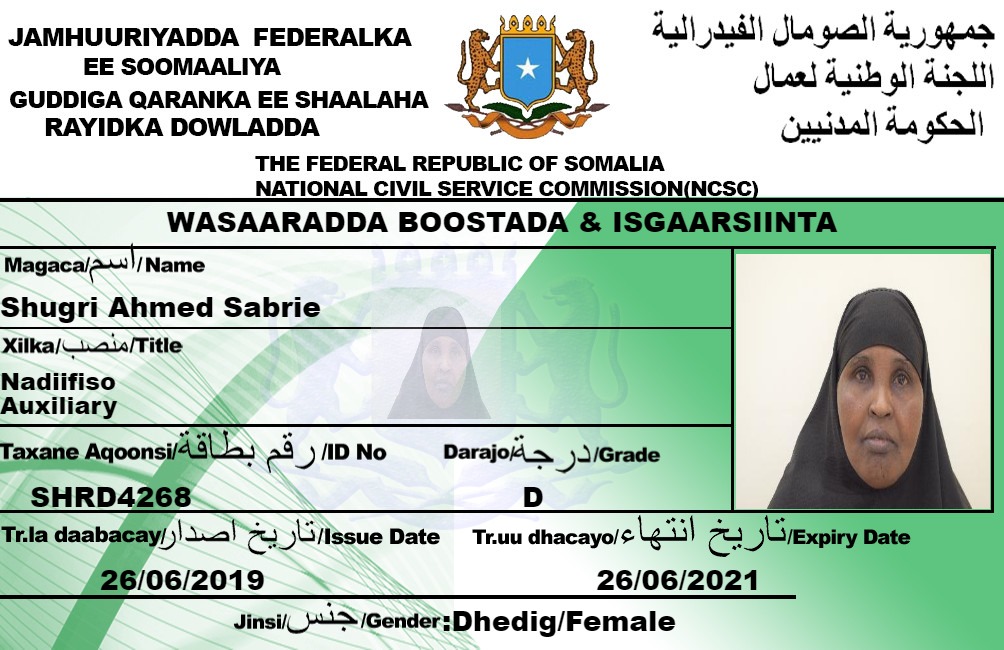 JAMHUURIYADDA FEDERALKA
EE SOOMAALIYA
GUDDIGA QARANKA EE SHAALAHA
RAYIDKA DOWLADDA
جمهورية الصومال الفيدرالية
اللجنة الوطنية لعمال
الحكومة المدنيين
THE FEDERAL REPUBLIC OF SOMALIA
NATIONAL CIVIL SERVICE COMMISSION(NCSC)
WASAARADDA BOOSTADA & ISGAARSIINTA
Magaca/اسم/Name
Shugri Ahmed Sabrie
Xilka/منصب/Title
Nadiifiso
Auxiliary
Taxane Aqoonsi/رقم بطاقة/ID No
Darajo/درجة/Grade
SHRD4268
D
Tr.la daabacay/تاريخ اصدار/Issue Date
Tr.uu dhacayo/تاريخ انتهاء/Expiry Date
26/06/2019
26/06/2021
Jinsi/جنس/Gender:Dhedig/Female